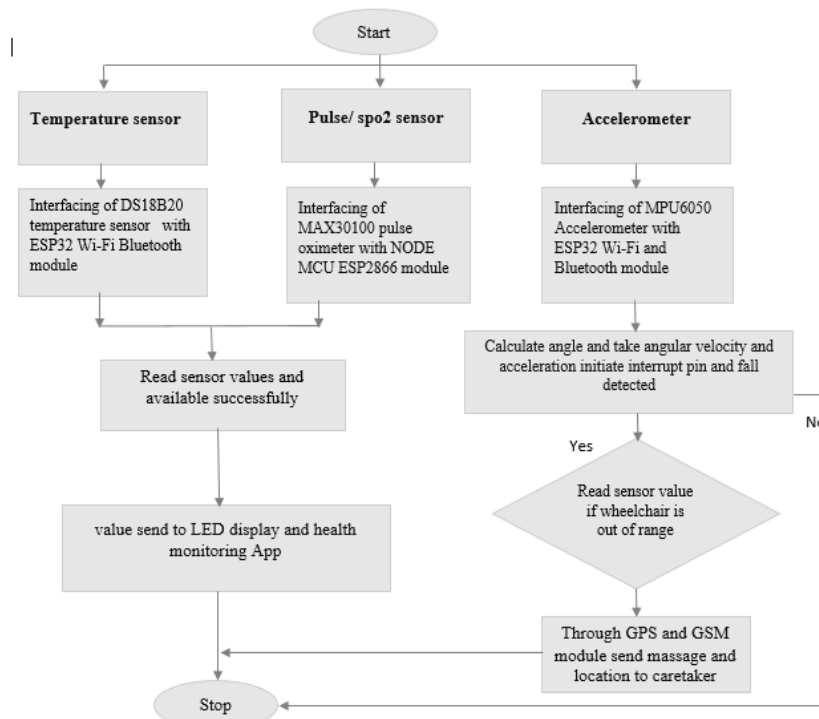 Start
Temperature sensor
Pulse/ spo2 sensor
Accelerometer
Interfacing of DS18B20
temperature sensor with
ESP32 Wi-Fi Bluetooth
module
Interfacing of
MAX30100 pulse
oximeter with NODE
MCU ESP2866 module
Interfacing of MPU6050
Accelerometer with
ESP32 Wi-Fi and
Bluetooth module
Calculate angle and take angular velocity and
acceleration initiate interrupt pin and fall
detected
Read sensor values and
available successfully
No
Yes
Read sensor value
if wheelchair is
out of range
value send to LED display and health
monitoring App
Through GPS and GSM
module send massage and
location to caretaker
Stop